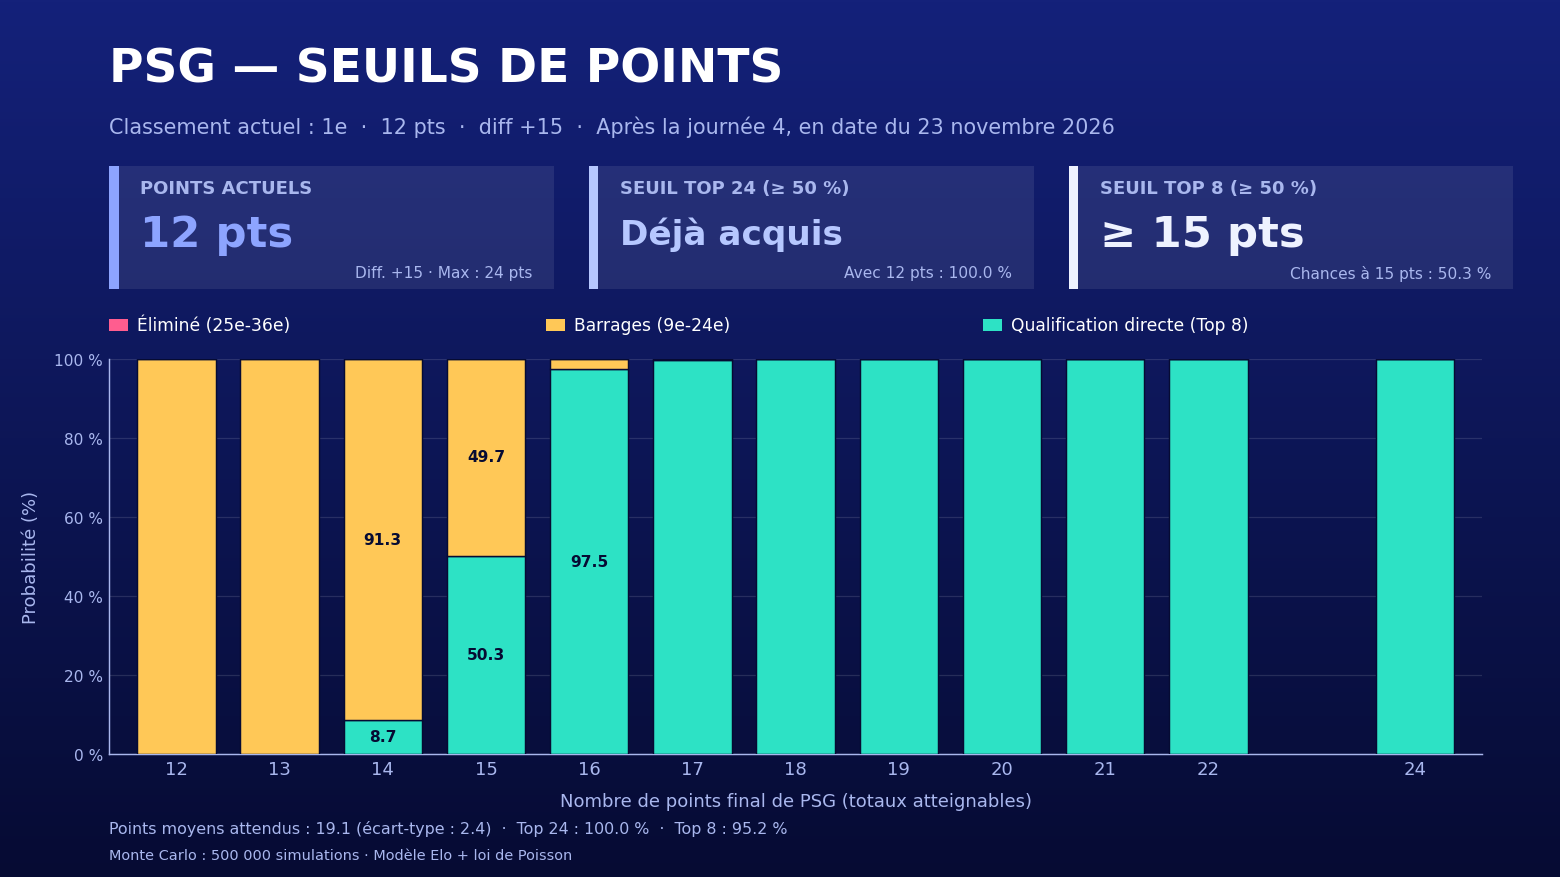 PSG — SEUILS DE POINTS
Classement actuel : 1e · 12 pts · diff +15 · Après la journée 4, en date du 23 novembre 2026
POINTS ACTUELS
12 pts
Diff. +15 · Max : 24 pts
SEUIL TOP 24 (≥ 50 %)
Déjà acquis
Avec 12 pts : 100.0 %
SEUIL TOP 8 (≥ 50 %)
≥ 15 pts
Chances à 15 pts : 50.3 %
Éliminé (25e-36e)
Barrages (9e-24e)
Qualification directe (Top 8)
Probabilité (%)
100 %
80 %
60 %
40 %
20 %
0 %
91.3
8.7
49.7
50.3
97.5
12 13 14 15 16 17 18 19 20 21 22 24
Nombre de points final de PSG (totaux atteignables)
Points moyens attendus : 19.1 (écart-type : 2.4) · Top 24 : 100.0 % · Top 8 : 95.2 %
Monte Carlo : 500 000 simulations · Modèle Elo + loi de Poisson